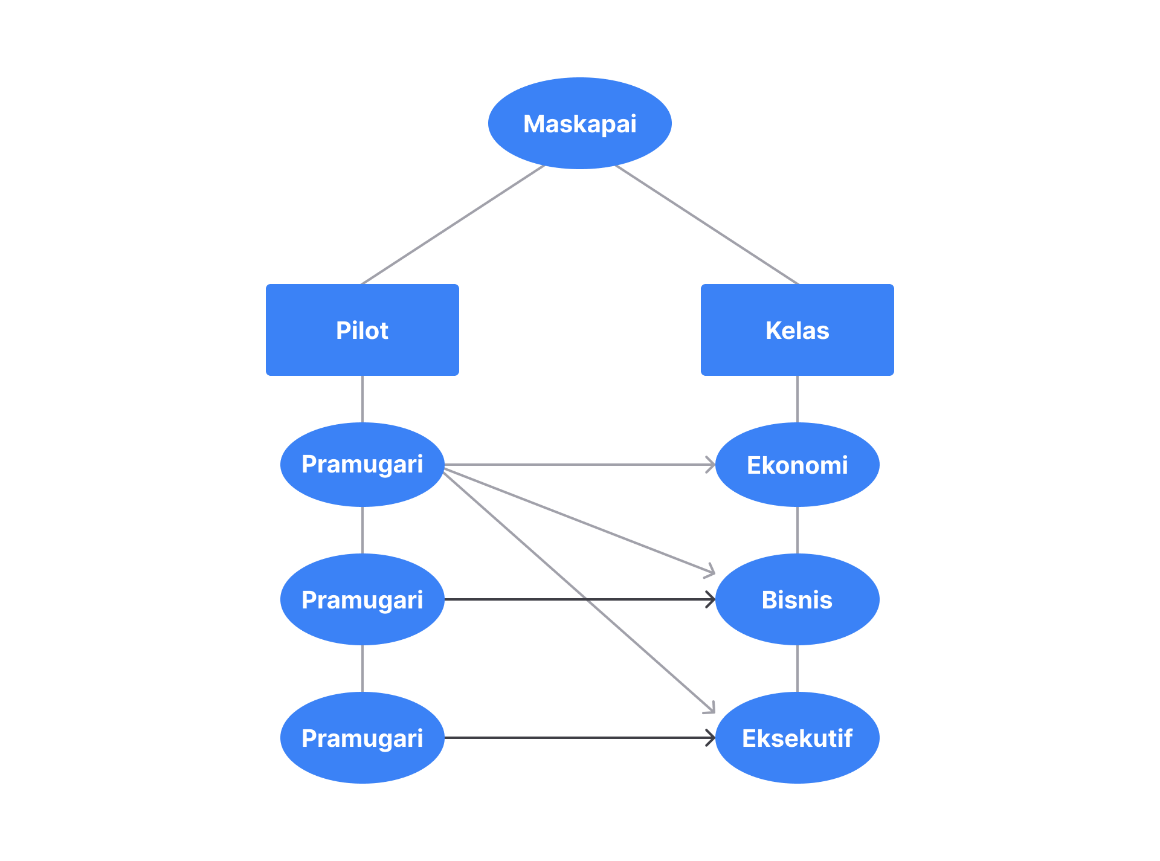 Maskapai
Pilot
Kelas
Pramugari
Ekonomi
Pramugari
Bisnis
Pramugari
Eksekutif